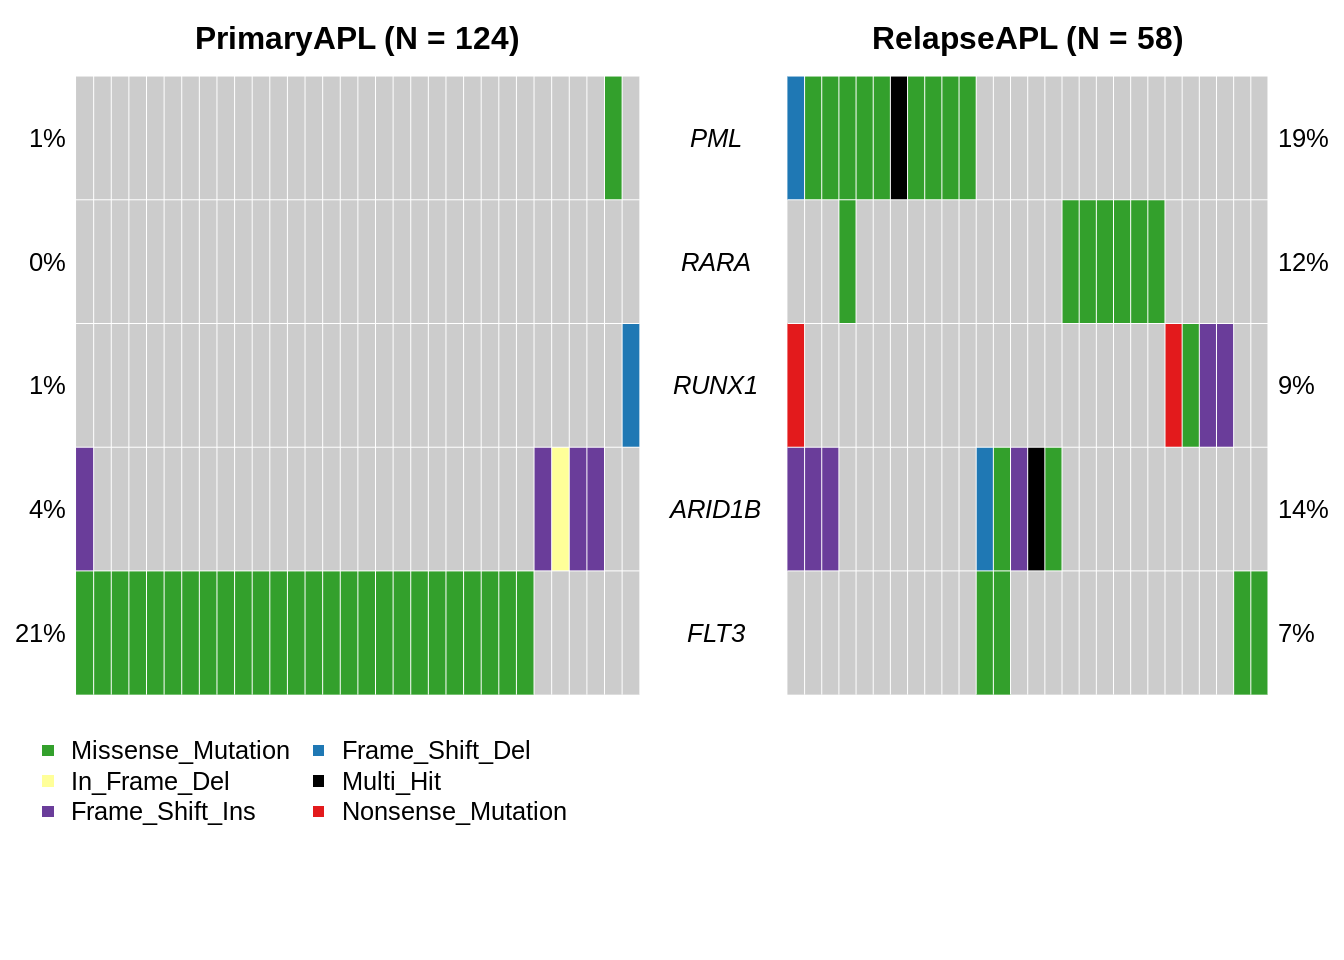 PrimaryAPL (N = 124)
RelapseAPL (N = 58)
1%
PML
19%
0%
RARA
12%
1%
RUNX1
9%
4%
ARID1B
14%
21%
FLT3
7%
Missense_Mutation
Frame_Shift_Del
In_Frame_Del
Multi_Hit
Frame_Shift_Ins
Nonsense_Mutation